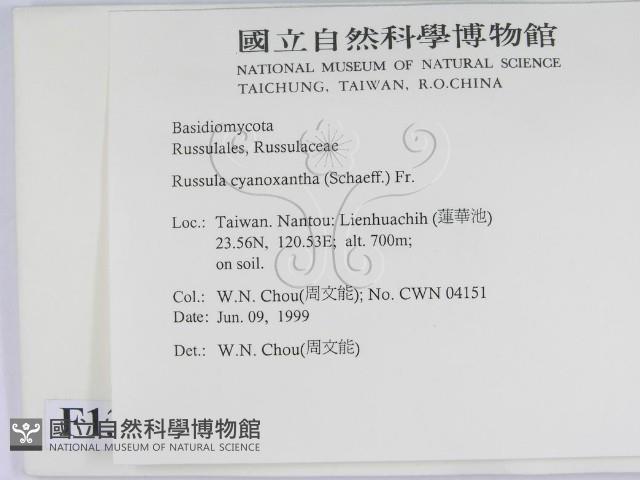 國立自然科學博物館
NATIONAL MUSEUM OF NATURAL SCIENCE
TAICHUNG, TAIWAN, R.O.CHINA
Basidiomycota
Russulales, Russulaceae
Russula cyanoxantha (Schaeff.) Fr.
Loc.: Taiwan. Nantou: Lienhuachih (蓮華池)
23.56N, 120.53E; alt. 700m;
on soil.
Col.: W.N. Chou(周文能); No. CWN 04151
Date: Jun. 09, 1999
Det.: W.N. Chou(周文能)
國立自然科學博物館
NATIONAL MUSEUM OF NATURAL SCIENCE